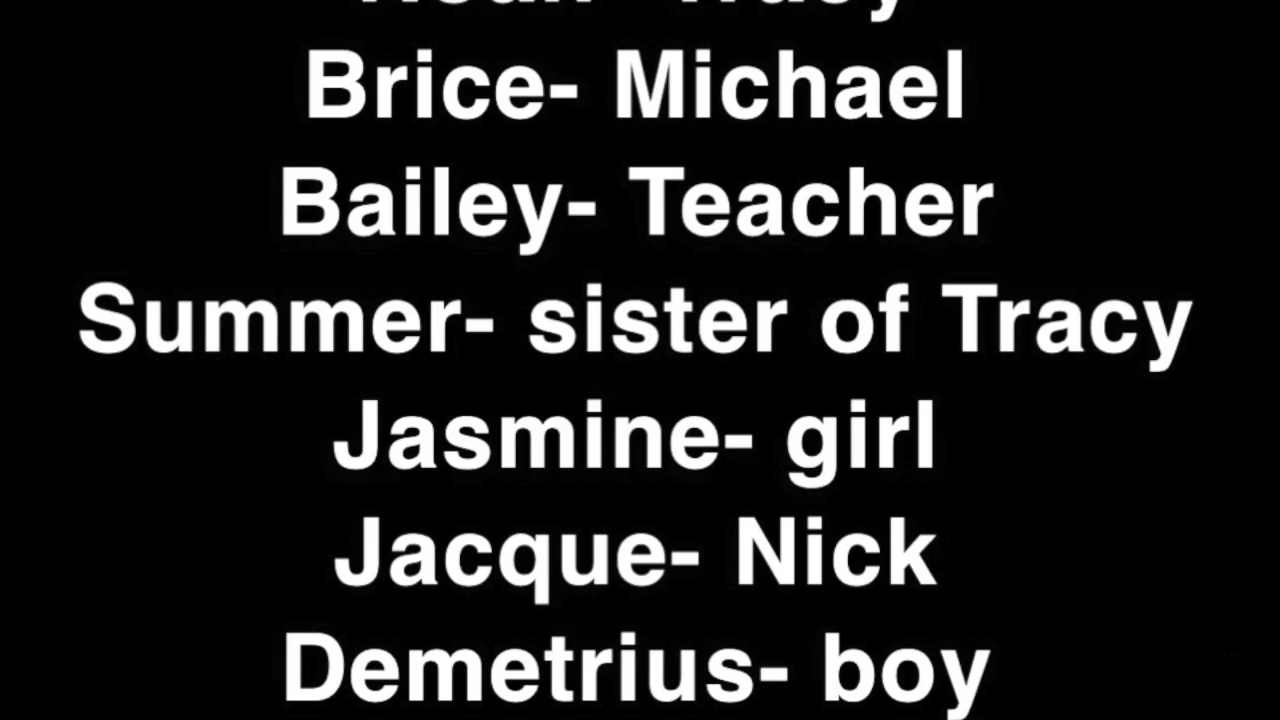 Brice- Michael
Bailey- Teacher
Summer- sister of Tracy
Jasmine- girl
Jacque- Nick
Demetrius- boy